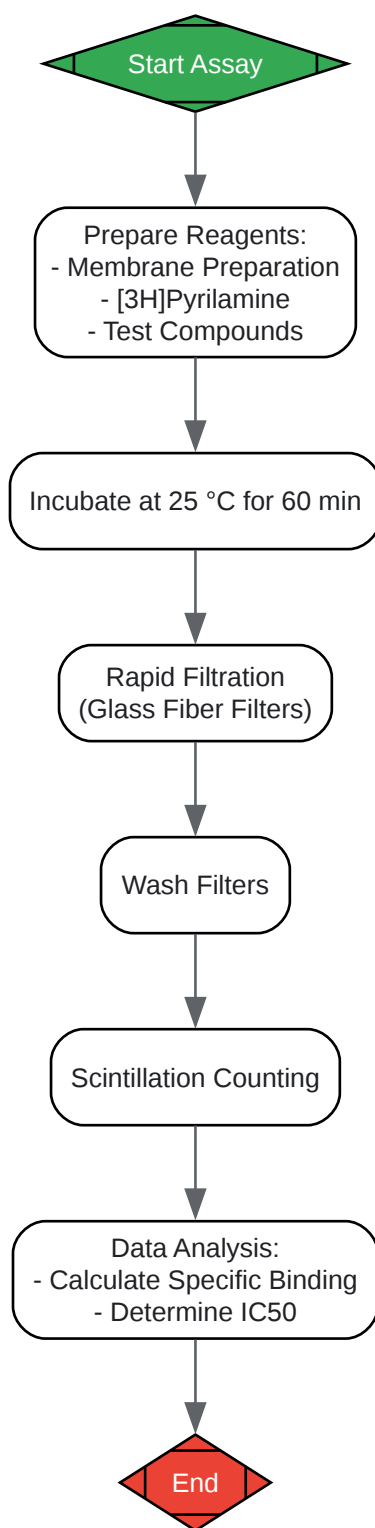 Start Assay
Prepare Reagents:
- Membrane Preparation
- [3H]Pyrilamine
- Test Compounds
Incubate at 25 °C for 60 min
Rapid Filtration
(Glass Fiber Filters)
Wash Filters
Scintillation Counting
Data Analysis:
- Calculate Specific Binding
- Determine IC50
End